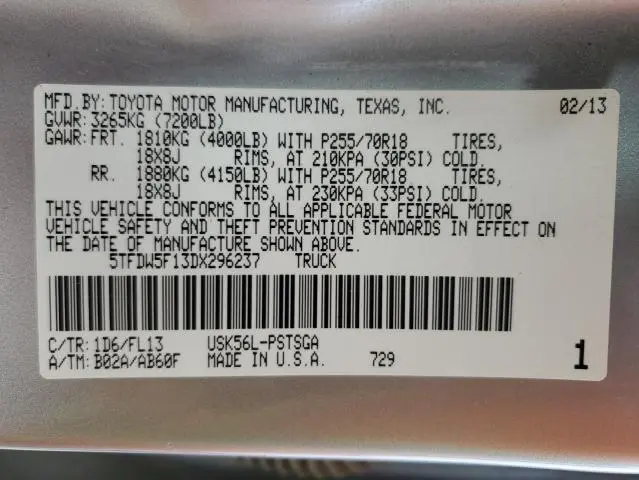 MFD. BY: TOYOTA MOTOR MANUFACTURING, TEXAS, INC. 02/13
GVWR: 3265KG (7200LB)
GAWR: FRT. 1810KG (4000LB) WITH P255/70R18 TIRES,
18X8J RIMS, AT 210KPA (30PSI) COLD.
RR. 1880KG (4150LB) WITH P255/70R18 TIRES,
18X8J RIMS, AT 230KPA (33PSI) COLD.
THIS VEHICLE CONFORMS TO ALL APPLICABLE FEDERAL MOTOR
VEHICLE SAFETY AND THEFT PREVENTION STANDARDS IN EFFECT ON
THE DATE OF MANUFACTURE SHOWN ABOVE.
5TFDW5F13DX296237 TRUCK
C/TR: 1D6/FL13 USK56L-PSTSGA
A/TM: B02A/AB60F MADE IN U.S.A. 729 1